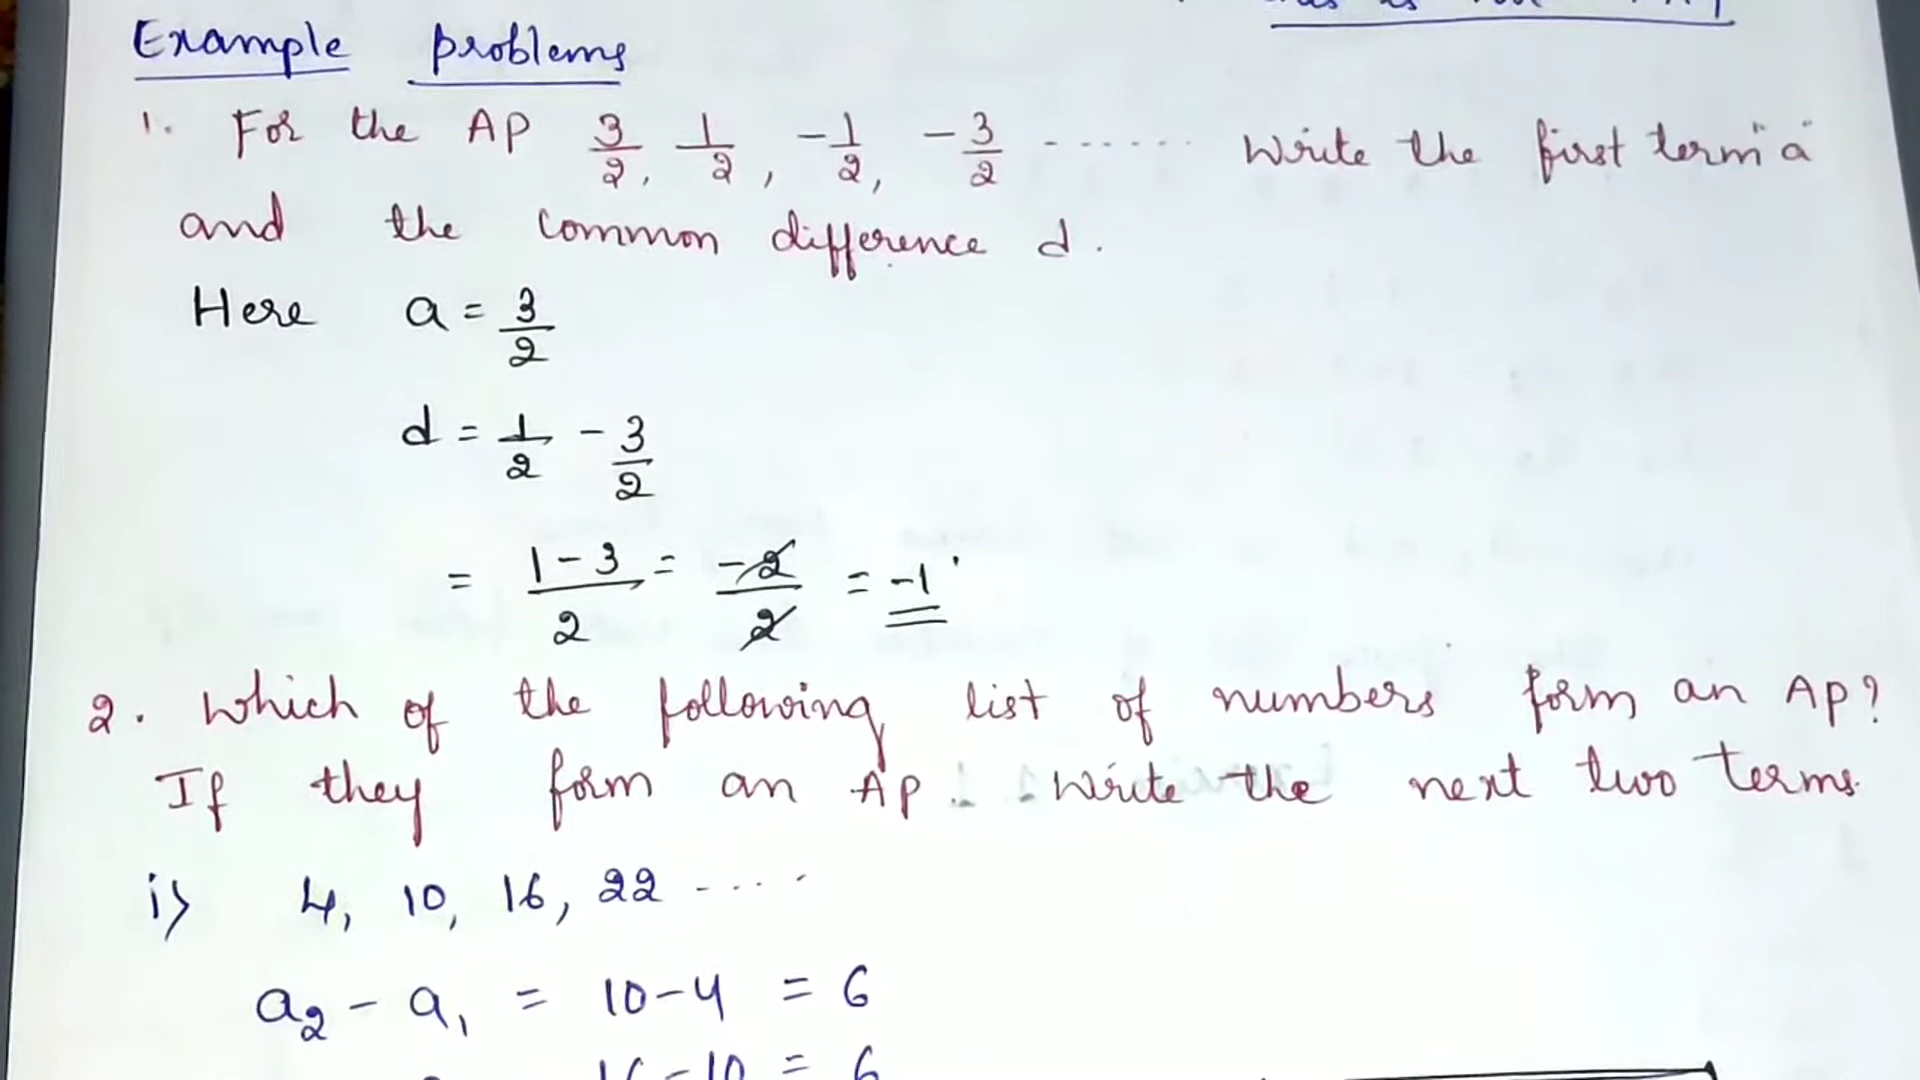 Example problems
1. For the AP 3/2, 1/2, -1/2, -3/2 ...... Write the first term "a"
and the common difference d.
Here a = 3/2
d = 1/2 - 3/2
= 1-3/2 = -2/2 = -1
2. Which of the following list of numbers form an AP?
If they form an AP. Write the next two terms.
i) 4, 10, 16, 22 ....
a2 - a1 = 10-4 = 6
16-10 = 6